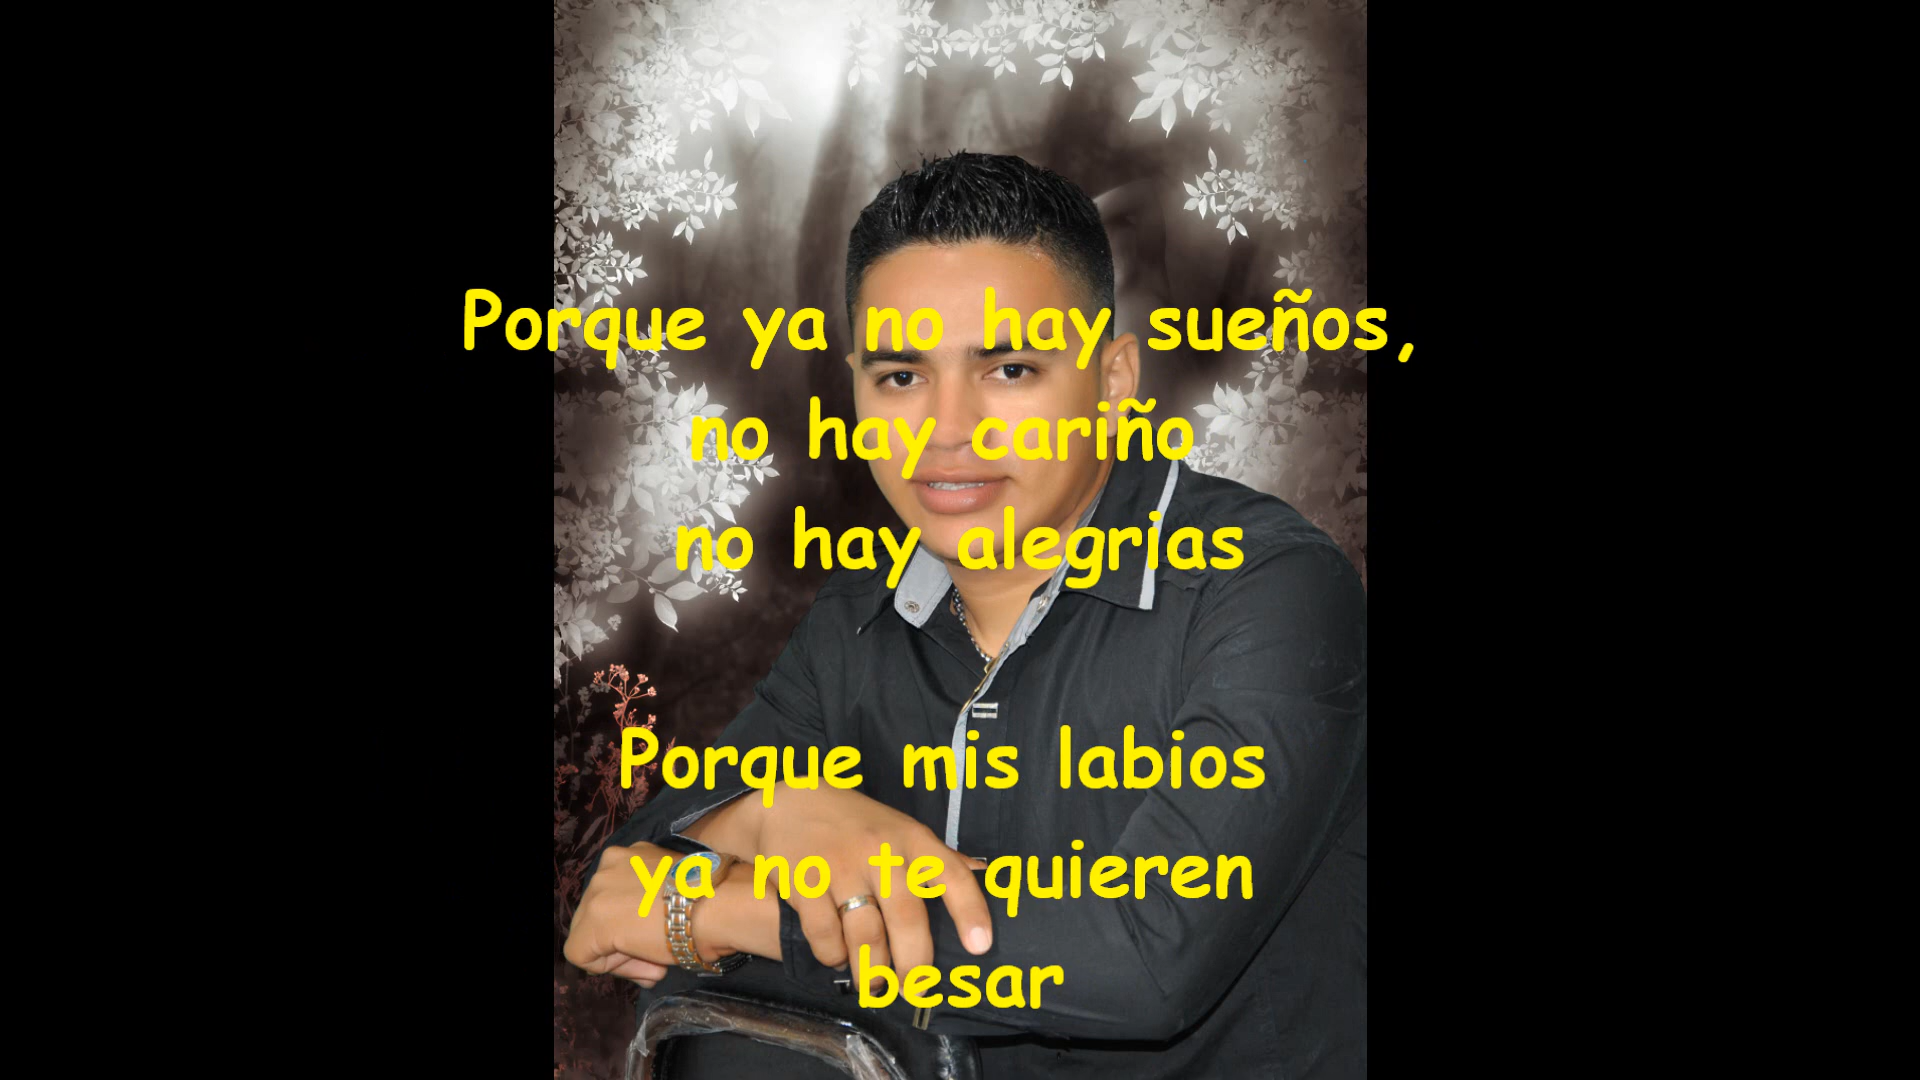 Porque ya no hay sueños,
no hay cariño
no hay alegrias
Porque mis labios
ya no te quieren
besar